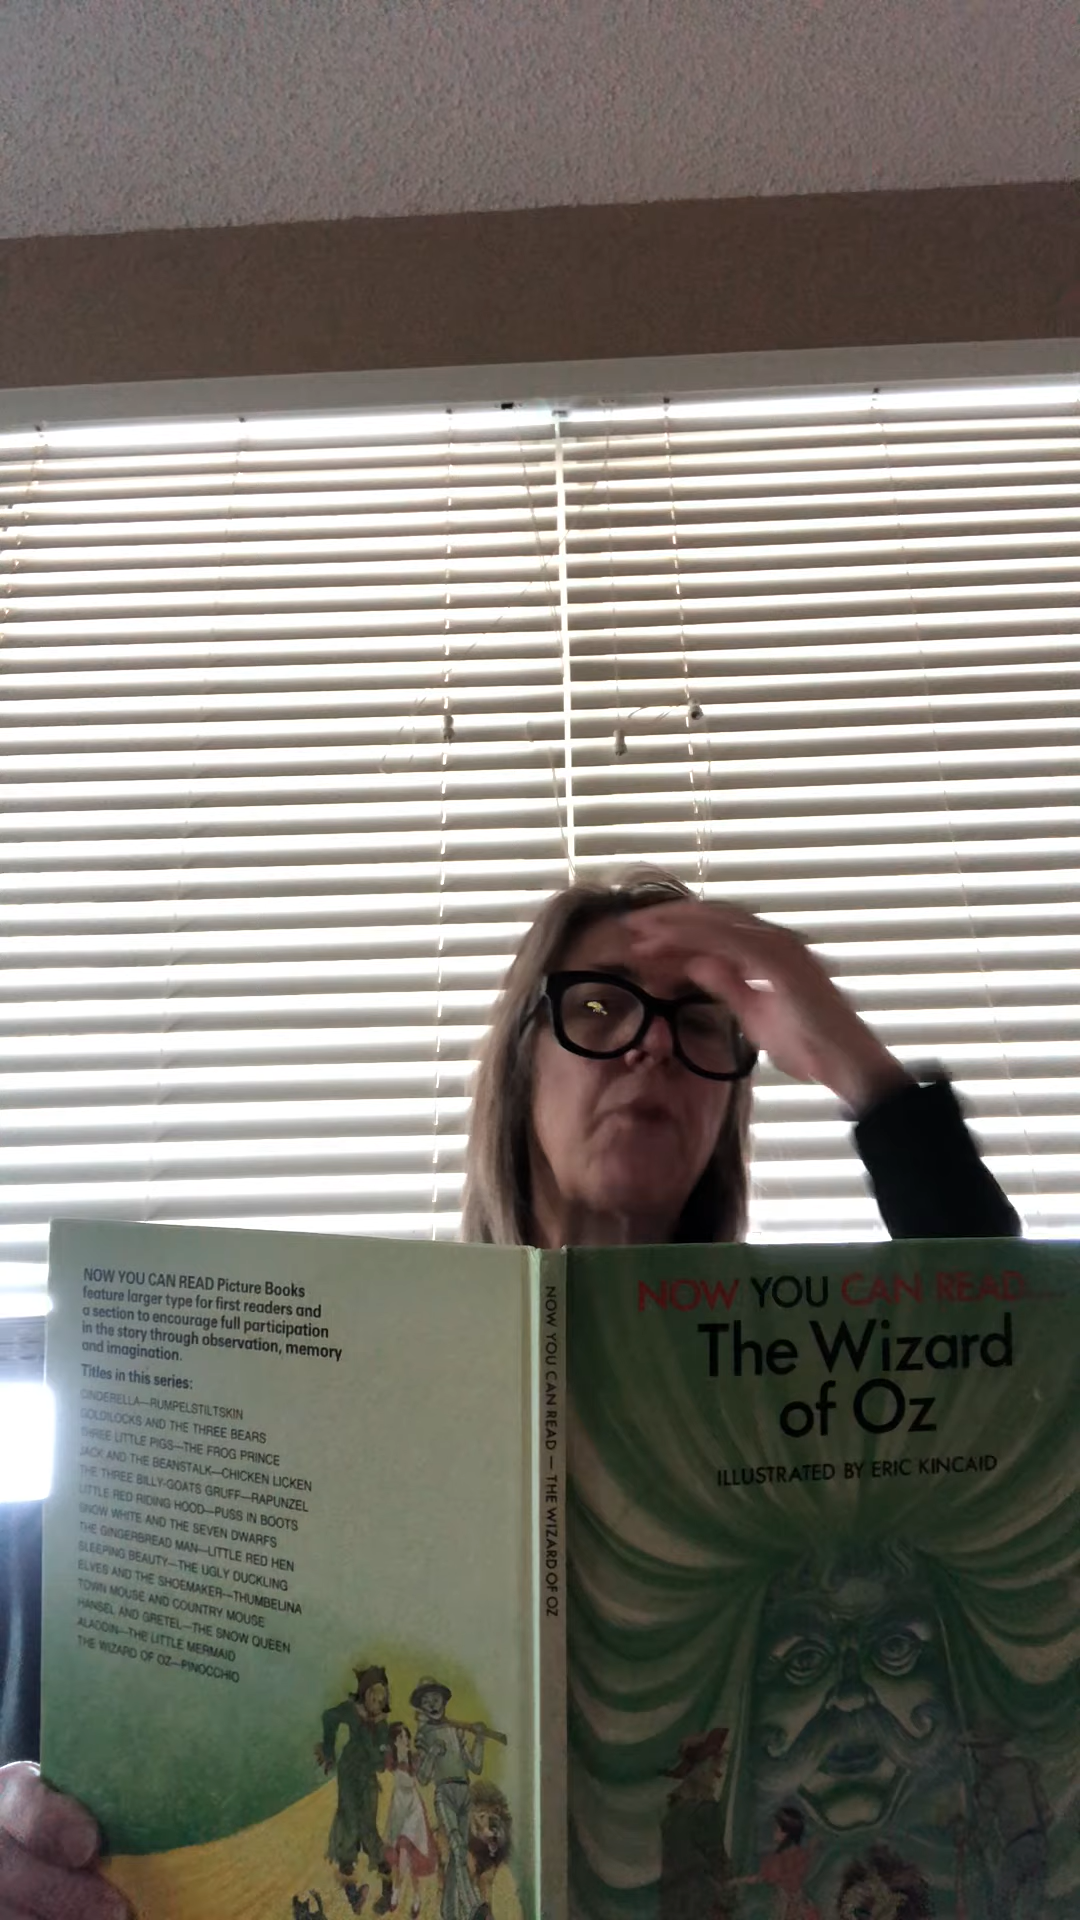 NOW YOU CAN READ Picture Books
feature larger type for first readers and
a section to encourage full participation
in the story through observation, memory
and imagination.
Titles in this series:
CINDERELLA—RUMPELSTILTSKIN
GOLDILOCKS AND THE THREE BEARS
THREE LITTLE PIGS—THE FROG PRINCE
JACK AND THE BEANSTALK—CHICKEN LICKEN
THE THREE BILLY-GOATS GRUFF—RAPUNZEL
LITTLE RED RIDING HOOD—PUSS IN BOOTS
SNOW WHITE AND THE SEVEN DWARFS
THE GINGERBREAD MAN—LITTLE RED HEN
SLEEPING BEAUTY—THE UGLY DUCKLING
ELVES AND THE SHOEMAKER—THUMBELINA
TOWN MOUSE AND COUNTRY MOUSE
HANSEL AND GRETEL—THE SNOW QUEEN
ALADDIN—THE LITTLE MERMAID
THE WIZARD OF OZ—PINOCCHIO
NOW YOU CAN READ — THE WIZARD OF OZ
NOW YOU CAN READ....
The Wizard
of Oz
ILLUSTRATED BY ERIC KINCAID